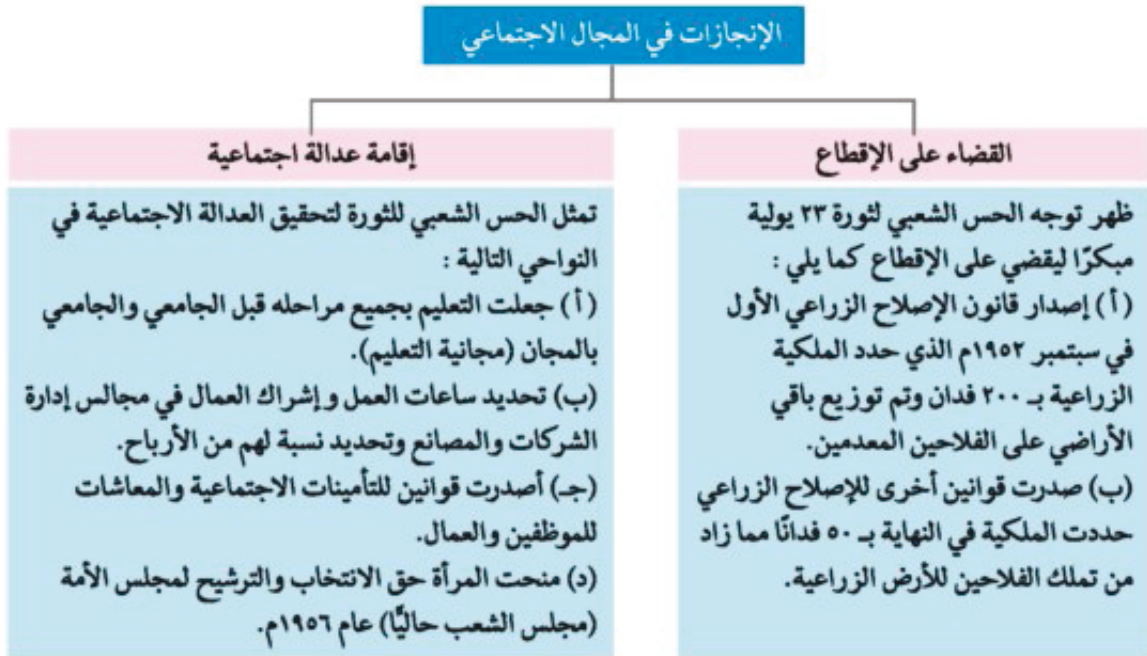 الإنجازات في المجال الاجتماعي
القضاء على الإقطاع
ظهر توجه الحس الشعبي لثورة ٢٣ يولية
مبكرًا ليقضي على الإقطاع كما يلي :
(أ) إصدار قانون الإصلاح الزراعي الأول
في سبتمبر ١٩٥٢م الذي حدد الملكية
الزراعية بـ ٢٠٠ فدان وتم توزيع باقي
الأراضي على الفلاحين المعدمين.
(ب) صدرت قوانين أخرى للإصلاح الزراعي
حددت الملكية في النهاية بـ ٥٠ فدانًا مما زاد
من تملك الفلاحين للأرض الزراعية.
إقامة عدالة اجتماعية
تمثل الحس الشعبي للثورة لتحقيق العدالة الاجتماعية في
النواحي التالية :
(أ) جعلت التعليم بجميع مراحله قبل الجامعي والجامعي
بالمجان (مجانية التعليم).
(ب) تحديد ساعات العمل وإشراك العمال في مجالس إدارة
الشركات والمصانع وتحديد نسبة لهم من الأرباح.
(جـ) أصدرت قوانين للتأمينات الاجتماعية والمعاشات
للموظفين والعمال.
(د) منحت المرأة حق الانتخاب والترشيح لمجلس الأمة
(مجلس الشعب حاليًّا) عام ١٩٥٦م.